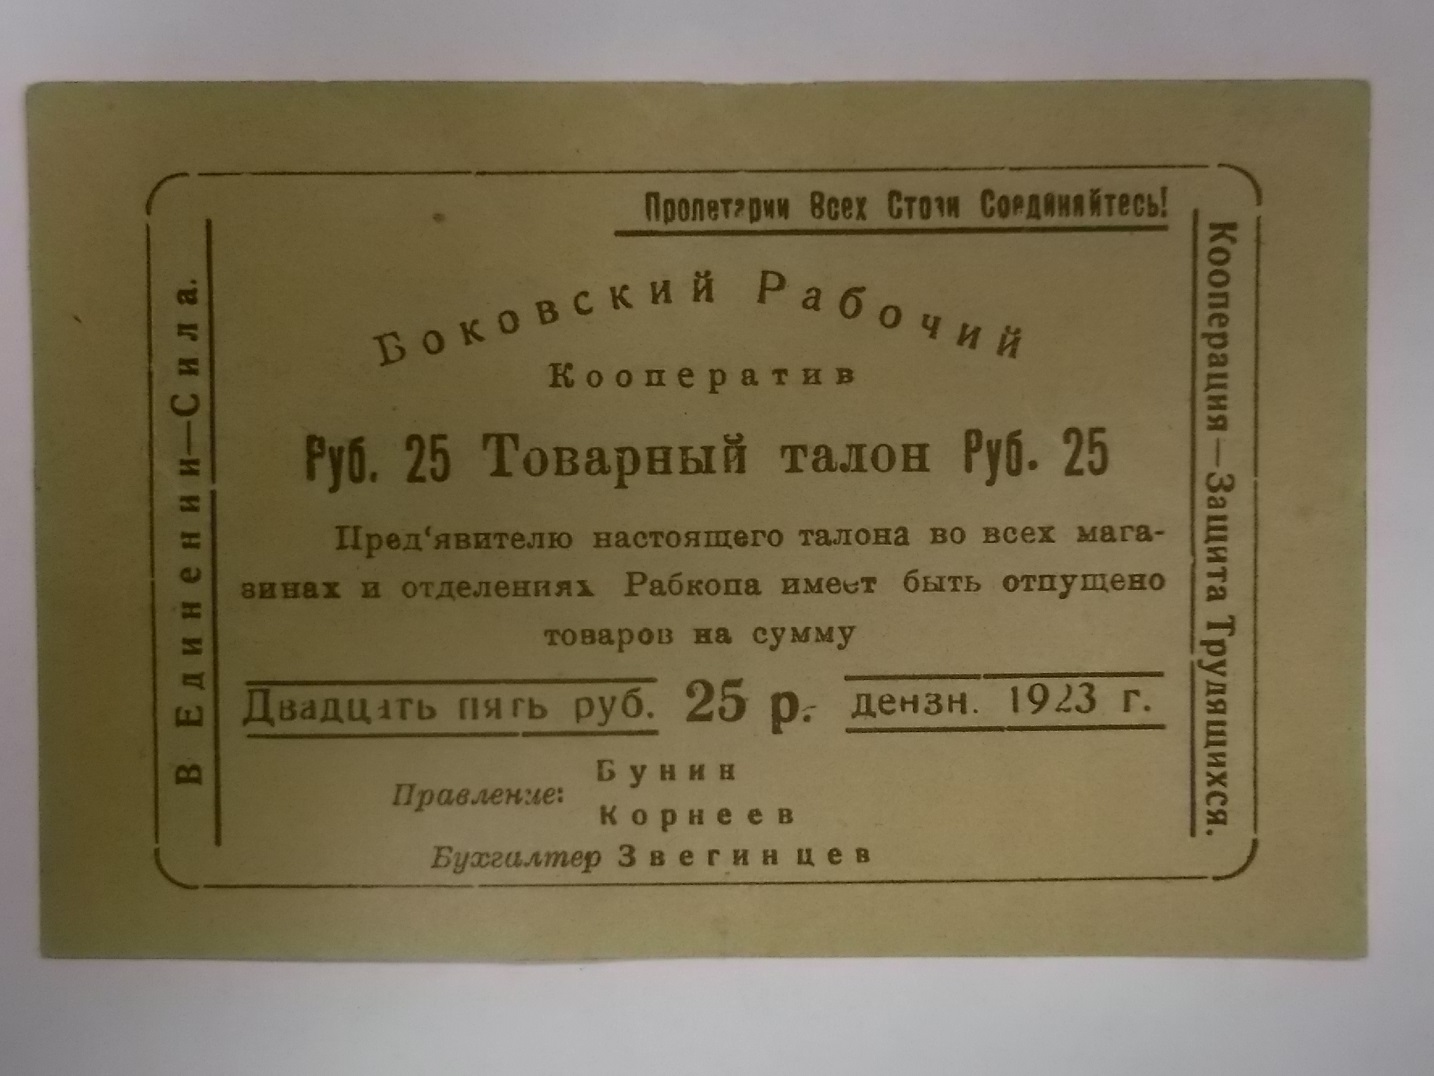 Пролетарии Всех Стран Соединяйтесь!
В Единении—Сила.
Боковский Рабочий
Кооператив
Руб. 25 Товарный талон Руб. 25
Пред‘явителю настоящего талона во всех мага-
зинах и отделениях Рабкопа имеет быть отпущено
товаров на сумму
Двадцать пять руб. 25 р. дензн. 1923 г.
Правление: Бунин
Корнеев
Бухгалтер Звегинцев
Кооперация—Защита Трудящихся.